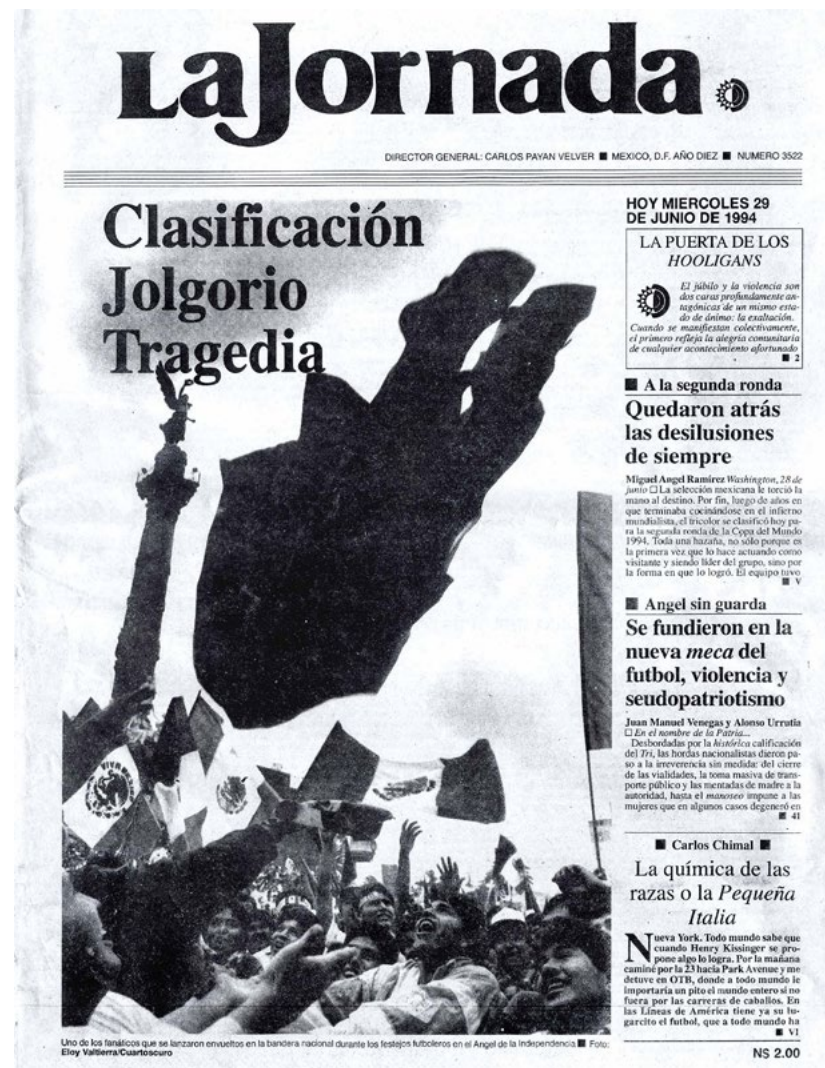 La Jornada
DIRECTOR GENERAL: CARLOS PAYAN VELVER ■ MEXICO, D.F. AÑO DIEZ ■ NUMERO 3522
Clasificación
Jolgorio
Tragedia
HOY MIERCOLES 29
DE JUNIO DE 1994
LA PUERTA DE LOS
HOOLIGANS
El júbilo y la violencia son
dos caras profundamente an-
tagónicas de un mismo esta-
do de ánimo: la exaltación.
Cuando se manifiestan colectivamente,
el primero refleja la alegría comunitaria
de cualquier acontecimiento afortunado
■ 2
■ A la segunda ronda
Quedaron atrás
las desilusiones
de siempre
Miguel Angel Ramírez Washington, 28 de
junio □ La selección mexicana le torció la
mano al destino. Por fin, luego de años en
que terminaba cocinándose en el infierno
mundialista, el tricolor se clasificó hoy pa-
ra la segunda ronda de la Copa del Mundo
1994. Toda una hazaña, no sólo porque es
la primera vez que lo hace actuando como
visitante y siendo líder del grupo, sino por
la forma en que lo logró. El equipo tuvo
■ V
■ Angel sin guarda
Se fundieron en la
nueva meca del
futbol, violencia y
seudopatriotismo
Juan Manuel Venegas y Alonso Urrutia
□ En el nombre de la Patria...
Desbordadas por la histórica calificación
del Tri, las hordas nacionalistas dieron pa-
so a la irreverencia sin medida: del cierre
de las vialidades, la toma masiva de trans-
porte público y las mentadas de madre a la
autoridad, hasta el manoseo impune a las
mujeres que en algunos casos degeneró en
■ 41
■ Carlos Chimal ■
La química de las
razas o la Pequeña
Italia
Nueva York. Todo mundo sabe que
cuando Henry Kissinger se pro-
pone algo lo logra. Por la mañana
caminé por la 23 hacia Park Avenue y me
detuve en OTB, donde a todo mundo le
importaría un pito el mundo entero si no
fuera por las carreras de caballos. En
las Líneas de América tiene ya su lu-
garcito el futbol, que a todo mundo ha
■ VI
Uno de los fanáticos que se lanzaron envueltos en la bandera nacional durante los festejos futboleros en el Angel de la Independencia ■ Foto:
Eloy Valtierra/Cuartoscuro
N$ 2.00